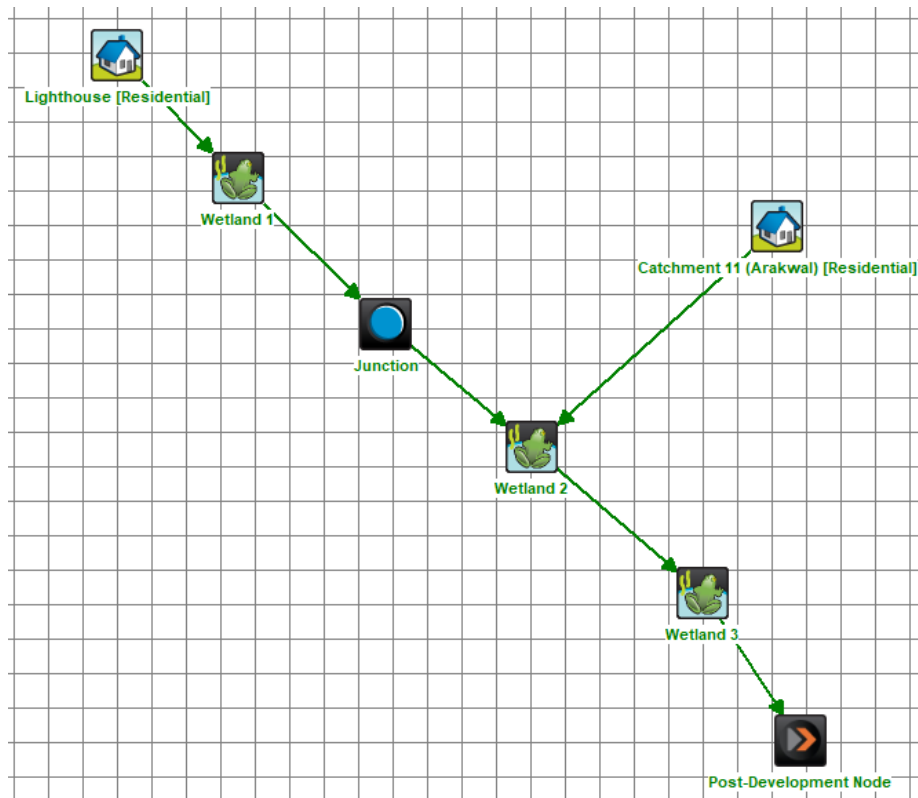 Lighthouse [Residential]
Wetland 1
Catchment 11 (Arakwal) [Residential]
Junction
Wetland 2
Wetland 3
Post-Development Node